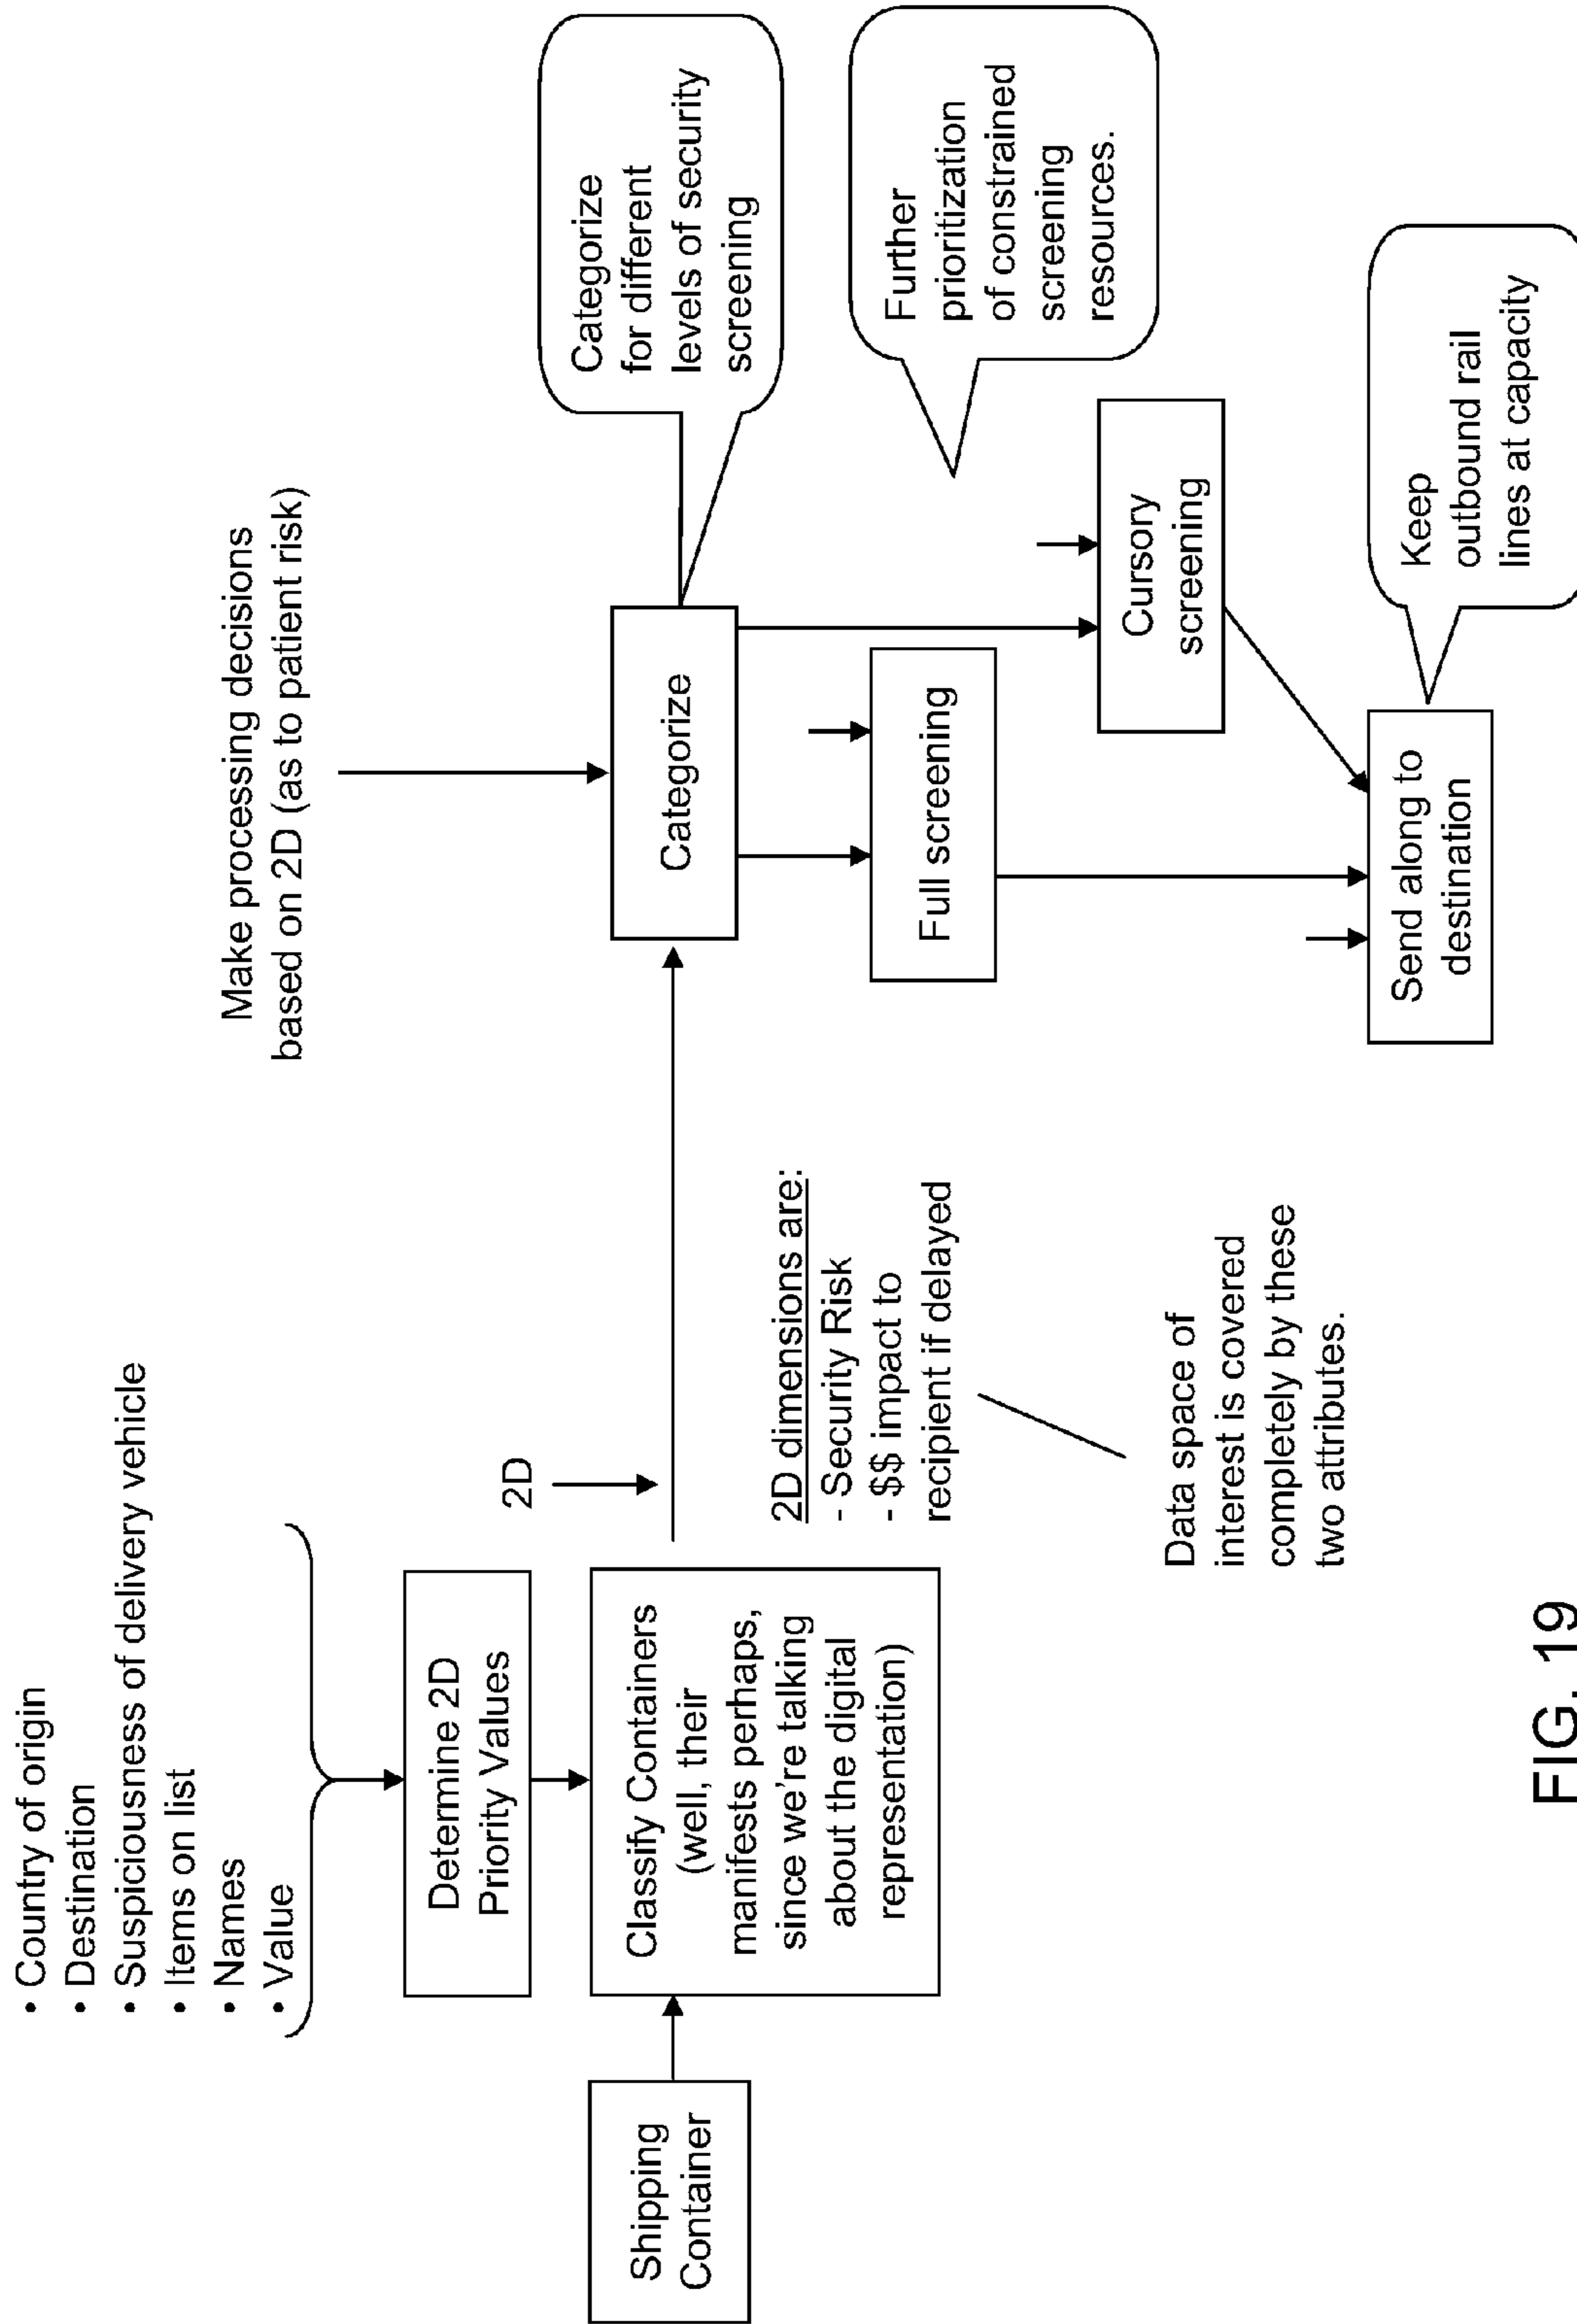 • Country of origin
• Destination
• Suspiciousness of delivery vehicle
• Items on list
• Names
• Value
Determine 2D
Priority Values
Shipping
Container
Classify Containers
(well, their
manifests perhaps,
since we're talking
about the digital
representation)
2D
2D dimensions are:
- Security Risk
- $$ impact to
recipient if delayed
Data space of
interest is covered
completely by these
two attributes.
Make processing decisions
based on 2D (as to patient risk)
Categorize
Categorize
for different
levels of security
screening
Full screening
Further
prioritization
of constrained
screening
resources.
Cursory
screening
Send along to
destination
Keep
outbound rail
lines at capacity
FIG. 19